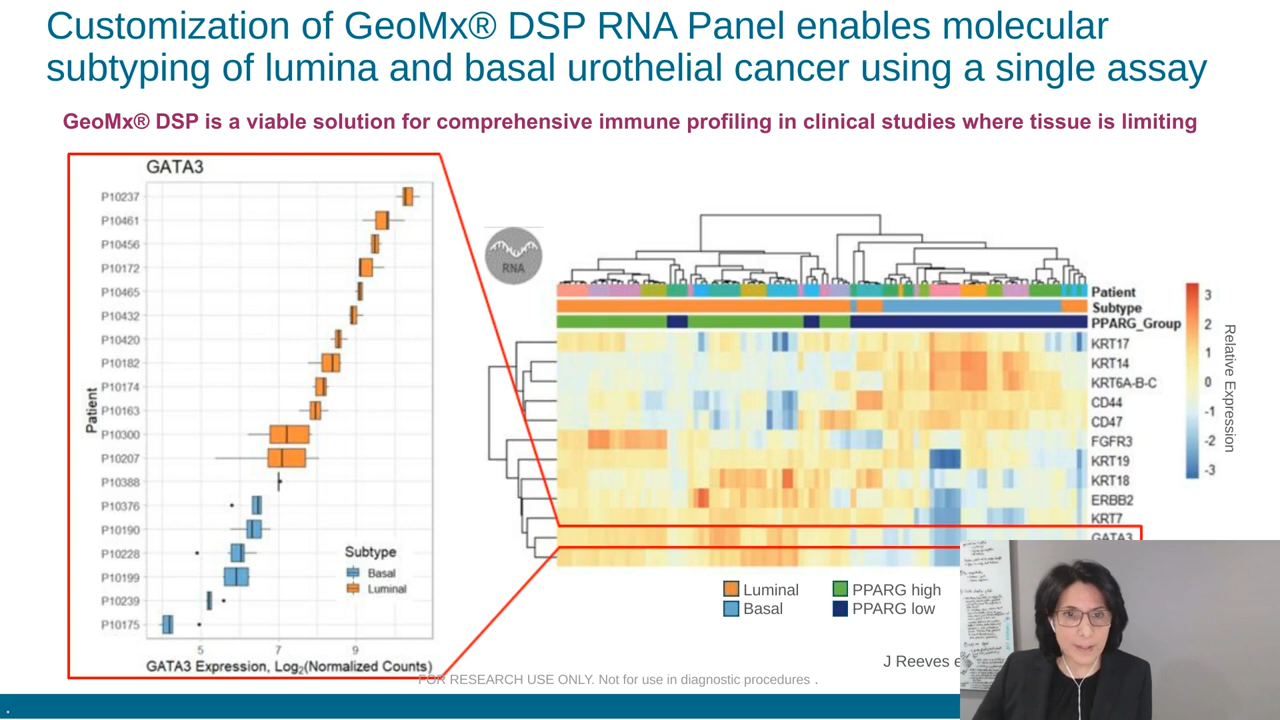 Customization of GeoMx® DSP RNA Panel enables molecular
subtyping of lumina and basal urothelial cancer using a single assay
GeoMx® DSP is a viable solution for comprehensive immune profiling in clinical studies where tissue is limiting
GATA3
P10237
P10461
P10456
P10172
P10465
P10432
P10420
P10182
P10174
P10163
P10300
P10207
P10388
P10376
P10190
P10228
P10199
P10239
P10175
Patient
Subtype
Basal
Luminal
5 7 9
GATA3 Expression, Log2(Normalized Counts)
RNA
Patient
Subtype
PPARG_Group
KRT17
KRT14
KRT6A-B-C
CD44
CD47
FGFR3
KRT19
KRT18
ERBB2
KRT7
GATA3
3
2
1
0
-1
-2
-3
Relative Expression
Luminal PPARG high
Basal PPARG low
J Reeves e
FOR RESEARCH USE ONLY. Not for use in diagnostic procedures .